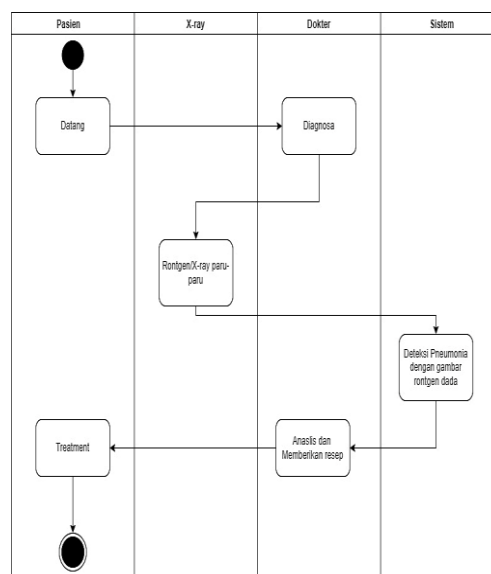 Pasien X-ray Dokter Sistem
Datang
Diagnosa
Rontgen/X-ray paru-
paru
Deteksi Pneumonia
dengan gambar
rontgen dada
Anaslis dan
Memberikan resep
Treatment